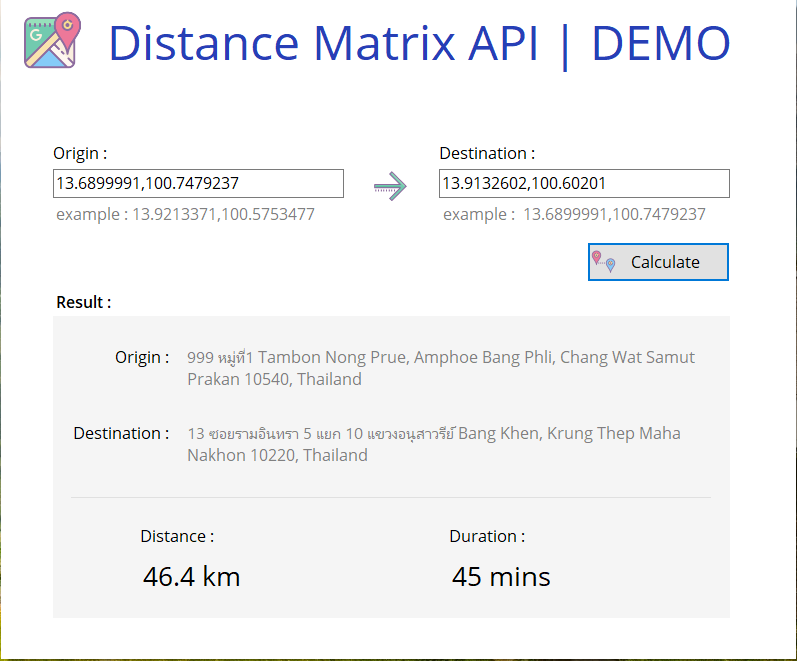 G
Distance Matrix API | DEMO
Origin :
Destination :
13.6899991,100.7479237
13.9132602,100.60201
example : 13.9213371,100.5753477
example : 13.6899991,100.7479237
Calculate
Result :
Origin :
999 หมู่ที่1 Tambon Nong Prue, Amphoe Bang Phli, Chang Wat Samut
Prakan 10540, Thailand
Destination :
13 ซอยรามอินทรา 5 แยก 10 แขวงอนุสาวรีย์ Bang Khen, Krung Thep Maha
Nakhon 10220, Thailand
Distance :
Duration :
46.4 km
45 mins